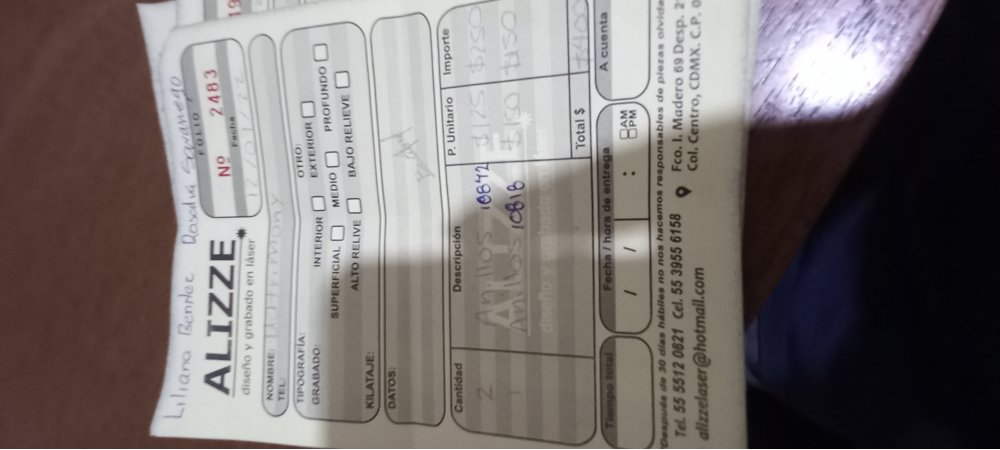 Liliana Benitez Rosalva
FOLIO
Nº 2483
Fecha
ALIZZE
diseño y grabado en láser
NOMBRE:
TEL:
TIPOGRAFÍA: OTRO:
GRABADO: INTERIOR EXTERIOR
SUPERFICIAL MEDIO PROFUNDO
ALTO RELIVE BAJO RELIEVE
KILATAJE:
DATOS:
Cantidad Descripción P. Unitario Importe
2 Anillos 10842 $125 $250
1 Anillos 10818 $150 $150
Total $ $400
Tiempo total Fecha / hora de entrega A cuenta
/ / : AM
PM
*Después de 30 días hábiles no nos hacemos responsables de piezas olvida
Tel. 55 5512 0821 Cel. 55 3955 6158 Fco. I. Madero 69 Desp. 2
alizzelaser@hotmail.com Col. Centro, CDMX. C.P. 0